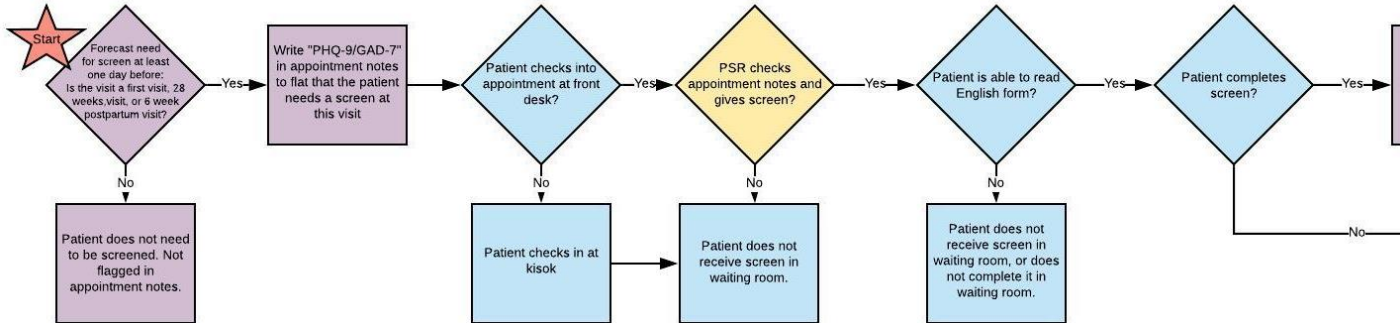 Start
Forecast need
for screen at least
one day before:
Is the visit a first visit, 28
weeks,visit, or 6 week
postpartum visit?
Yes
Write "PHQ-9/GAD-7"
in appointment notes
to flat that the patient
needs a screen at
this visit
Patient checks into
appointment at front
desk?
Yes
PSR checks
appointment notes and
gives screen?
Yes
Patient is able to read
English form?
Yes
Patient completes
screen?
Yes
No
No
No
Patient does not need
to be screened. Not
flagged in
appointment notes.
Patient checks in at
kisok
Patient does not
receive screen in
waiting room.
No
Patient does not
receive screen in
waiting room, or does
not complete it in
waiting room.
No